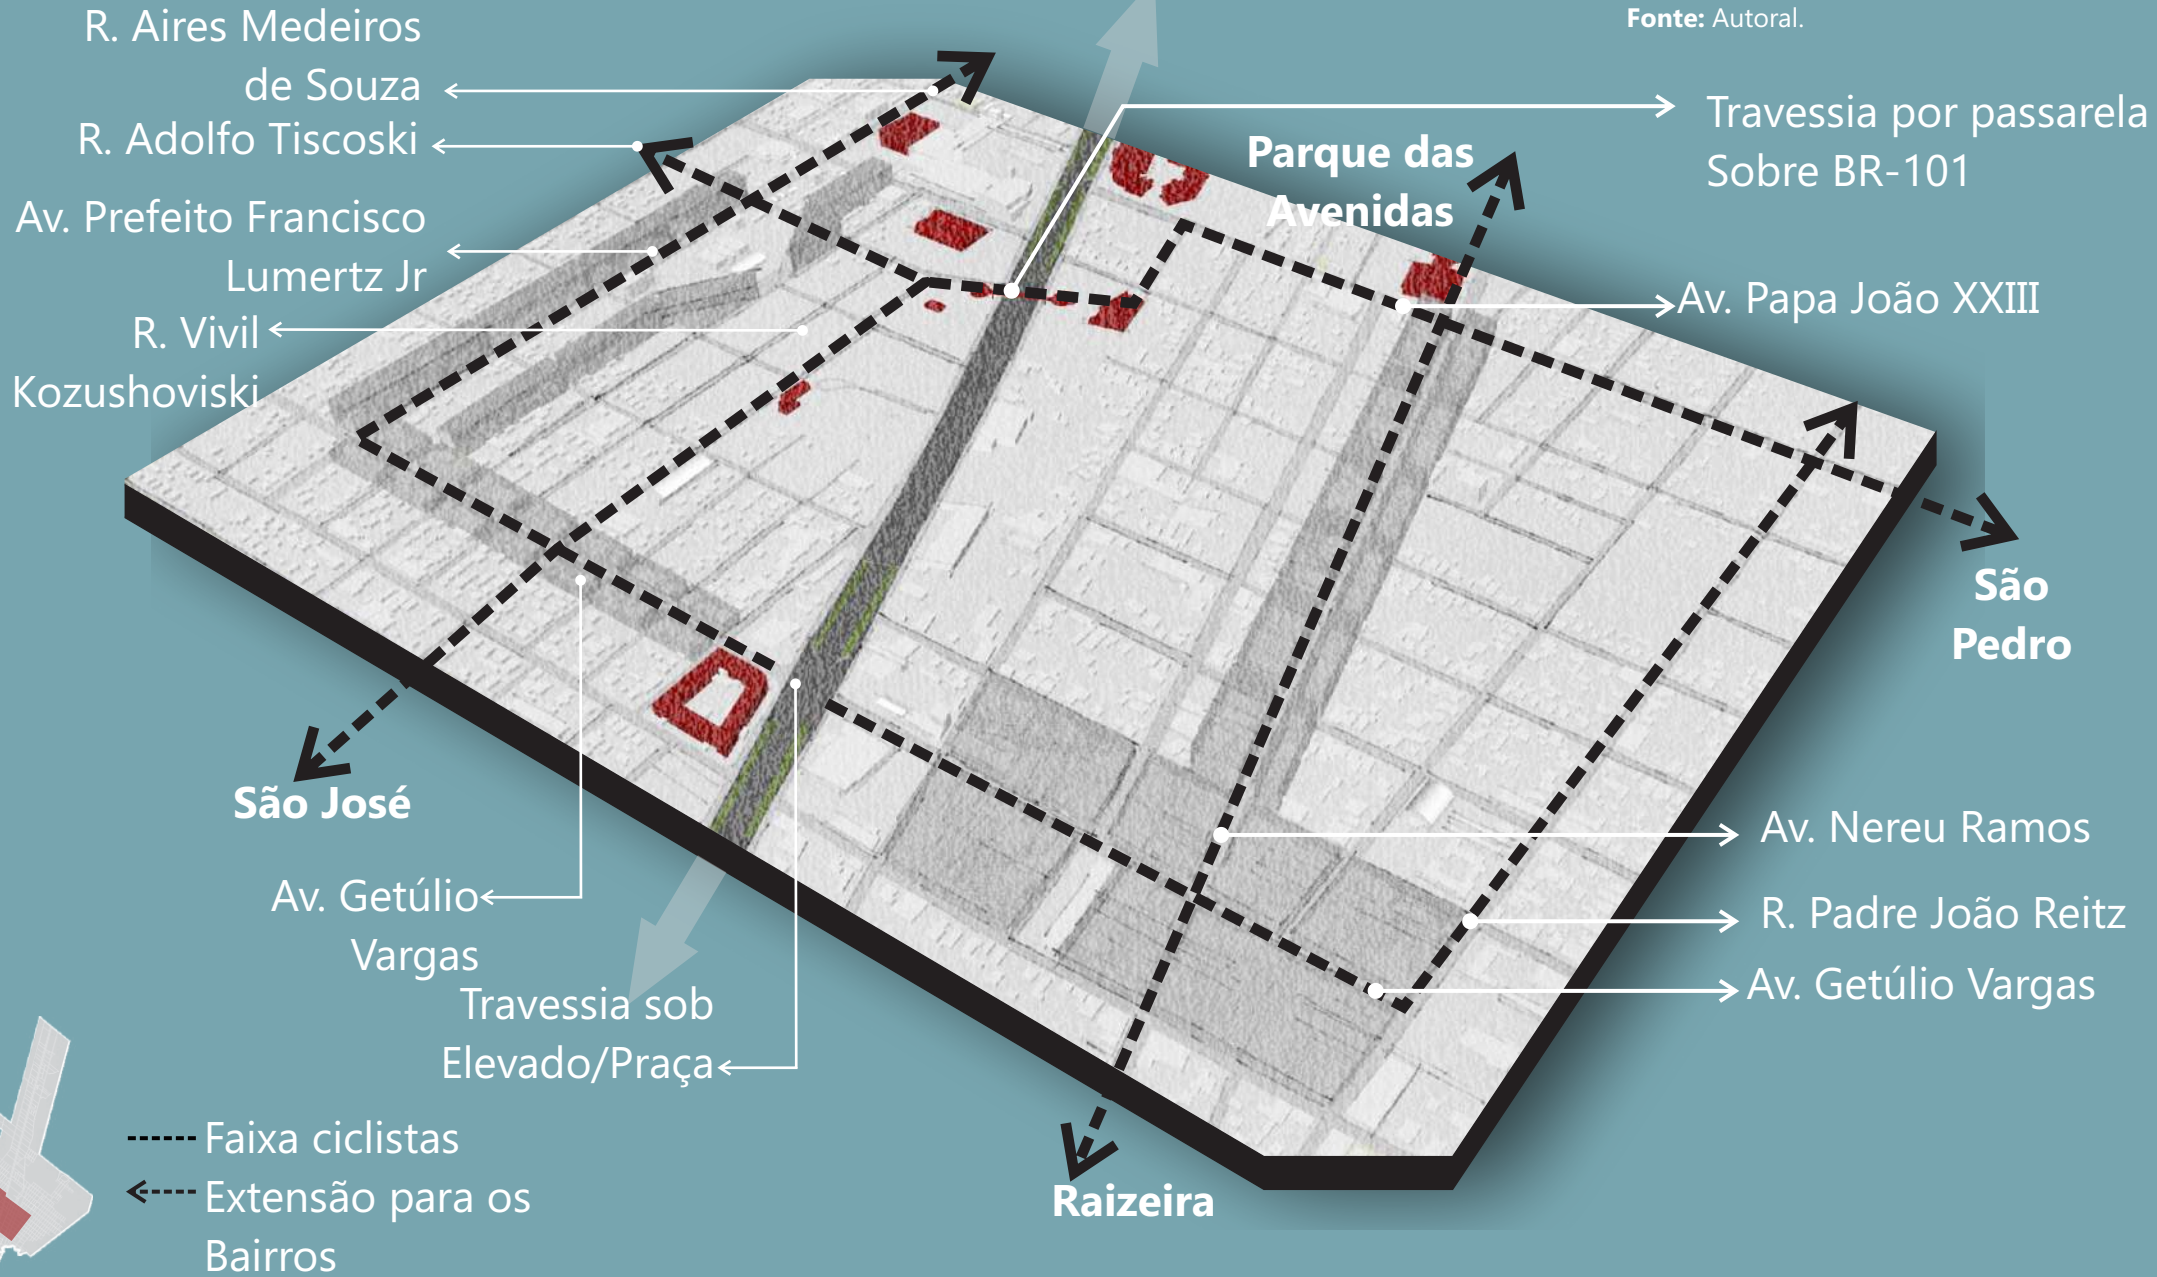 Fonte: Autoral.
R. Aires Medeiros
de Souza
R. Adolfo Tiscoski
Av. Prefeito Francisco
Lumertz Jr
R. Vivil
Kozushoviski
Parque das
Avenidas
Travessia por passarela
Sobre BR-101
Av. Papa João XXIII
São
Pedro
São José
Av. Getúlio
Vargas
Travessia sob
Elevado/Praça
Av. Nereu Ramos
R. Padre João Reitz
Av. Getúlio Vargas
Raizeira
Faixa ciclistas
Extensão para os
Bairros